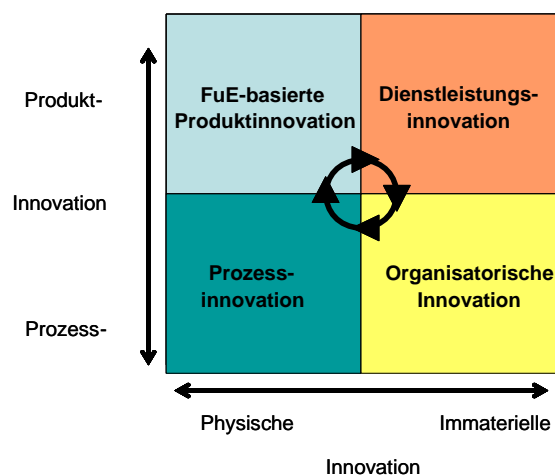 FuE-basierte
Produktinnovation
Dienstleistungs-
innovation
Produkt-
Innovation
Prozess-
Prozess-
innovation
Organisatorische
Innovation
Physische
Immaterielle
Innovation